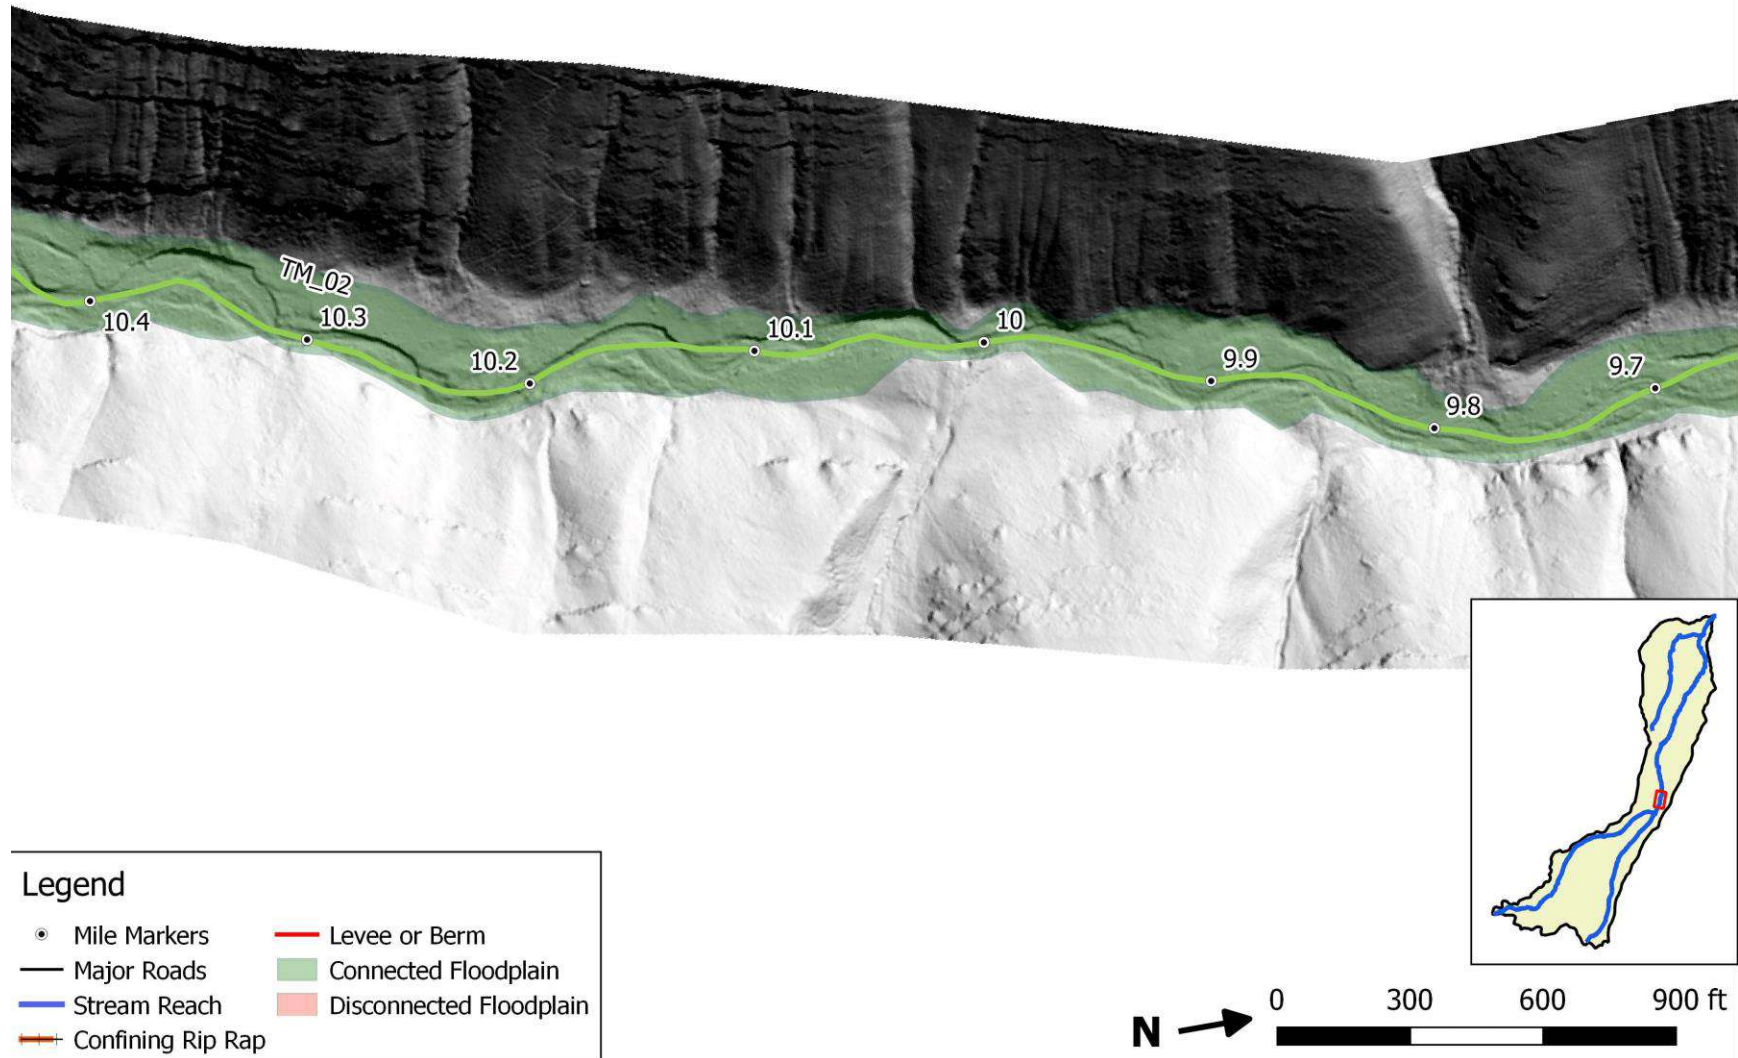 TM_02
10.4
10.3
10.2
10.1
10
9.9
9.8
9.7
Legend
Mile Markers
Major Roads
Stream Reach
Confining Rip Rap
Levee or Berm
Connected Floodplain
Disconnected Floodplain
N
0 300 600 900 ft